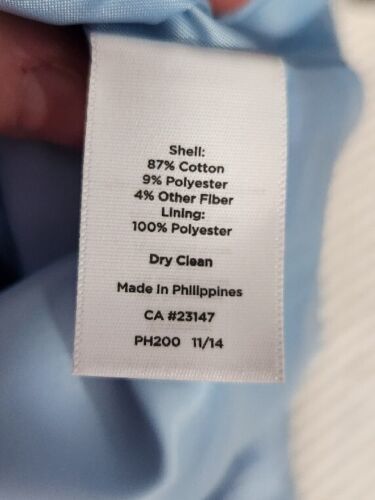 Shell:
87% Cotton
9% Polyester
4% Other Fiber
Lining:
100% Polyester
Dry Clean
Made In Philippines
CA #23147
PH200 11/14